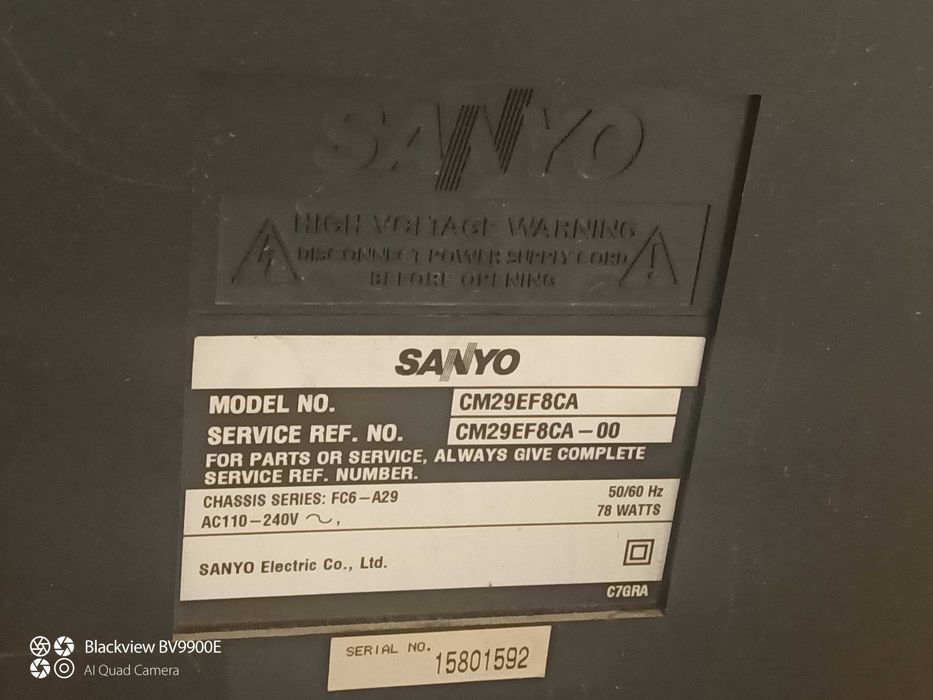 SANYO
HIGH VOLTAGE WARNING
DISCONNECT POWER SUPPLY CORD
BEFORE OPENING
SANYO
MODEL NO. CM29EF8CA
SERVICE REF. NO. CM29EF8CA-00
FOR PARTS OR SERVICE, ALWAYS GIVE COMPLETE
SERVICE REF. NUMBER.
CHASSIS SERIES: FC6-A29 50/60 Hz
AC110-240V ~, 78 WATTS
SANYO Electric Co., Ltd.
C7GRA
SERIAL NO. 15801592
Blackview BV9900E
AI Quad Camera